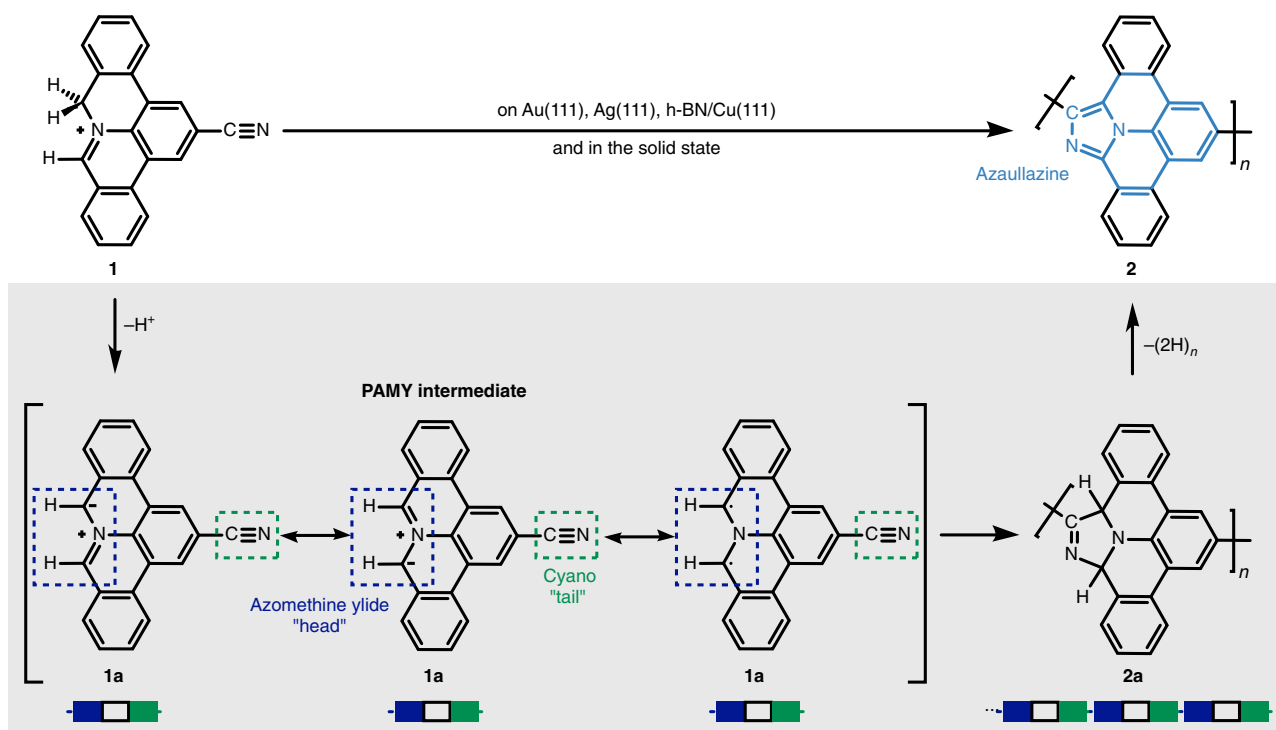 H
H
+
N
H
C≡N
1
on Au(111), Ag(111), h-BN/Cu(111)
and in the solid state
C
N
N
n
Azaullazine
2
–H+
–(2H)n
PAMY intermediate
H
-
+
N
H
C≡N
H
+
N
H
-
C≡N
H
·
N
H
·
C≡N
H
C
N
N
H
n
Azomethine ylide
"head"
Cyano
"tail"
1a
1a
1a
2a
...